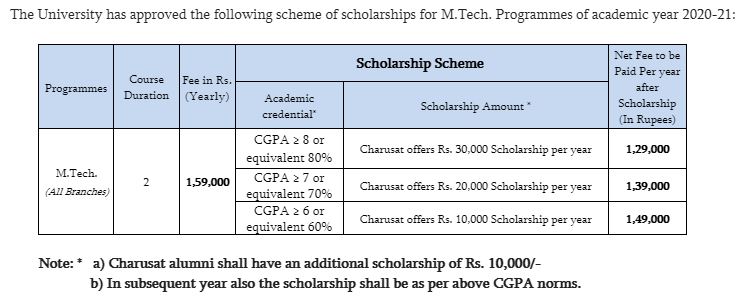 The University has approved the following scheme of scholarships for M.Tech. Programmes of academic year 2020-21:
Programmes
Course
Duration
Fee in Rs.
(Yearly)
Scholarship Scheme
Academic
credential*
Scholarship Amount *
Net Fee to be
Paid Per year
after
Scholarship
(In Rupees)
M.Tech.
(All Branches)
2
1,59,000
CGPA ≥ 8 or
equivalent 80%
Charusat offers Rs. 30,000 Scholarship per year
1,29,000
CGPA ≥ 7 or
equivalent 70%
Charusat offers Rs. 20,000 Scholarship per year
1,39,000
CGPA ≥ 6 or
equivalent 60%
Charusat offers Rs. 10,000 Scholarship per year
1,49,000
Note: * a) Charusat alumni shall have an additional scholarship of Rs. 10,000/-
b) In subsequent year also the scholarship shall be as per above CGPA norms.